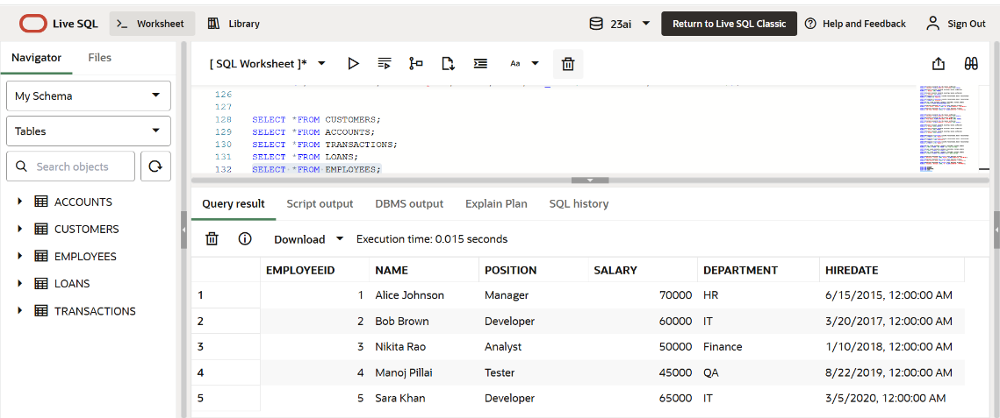 Live SQL
Worksheet
Library
23ai
Return to Live SQL Classic
Help and Feedback
Sign Out
Navigator
Files
My Schema
Tables
Search objects
ACCOUNTS
CUSTOMERS
EMPLOYEES
LOANS
TRANSACTIONS
[ SQL Worksheet ]*
Aa
126
127
128 SELECT *FROM CUSTOMERS;
129 SELECT *FROM ACCOUNTS;
130 SELECT *FROM TRANSACTIONS;
131 SELECT *FROM LOANS;
132 SELECT *FROM EMPLOYEES;
Query result Script output DBMS output Explain Plan SQL history
Download Execution time: 0.015 seconds
EMPLOYEEID NAME POSITION SALARY DEPARTMENT HIREDATE
1 1 Alice Johnson Manager 70000 HR 6/15/2015, 12:00:00 AM
2 2 Bob Brown Developer 60000 IT 3/20/2017, 12:00:00 AM
3 3 Nikita Rao Analyst 50000 Finance 1/10/2018, 12:00:00 AM
4 4 Manoj Pillai Tester 45000 QA 8/22/2019, 12:00:00 AM
5 5 Sara Khan Developer 65000 IT 3/5/2020, 12:00:00 AM